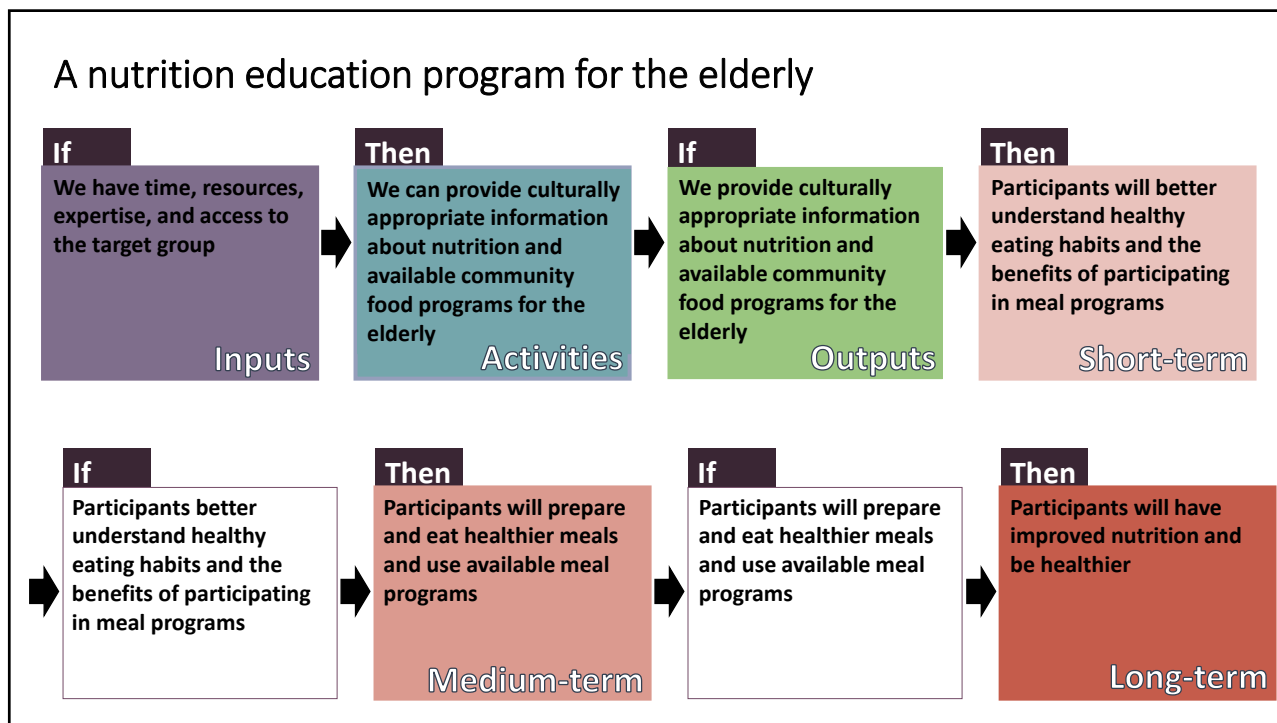 A nutrition education program for the elderly
If
We have time, resources,
expertise, and access to
the target group
Inputs
Then
We can provide culturally
appropriate information
about nutrition and
available community
food programs for the
elderly
Activities
If
We provide culturally
appropriate information
about nutrition and
available community
food programs for the
elderly
Outputs
Then
Participants will better
understand healthy
eating habits and the
benefits of participating
in meal programs
Short-term
If
Participants better
understand healthy
eating habits and the
benefits of participating
in meal programs
Then
Participants will prepare
and eat healthier meals
and use available meal
programs
Medium-term
If
Participants will prepare
and eat healthier meals
and use available meal
programs
Then
Participants will have
improved nutrition and
be healthier
Long-term